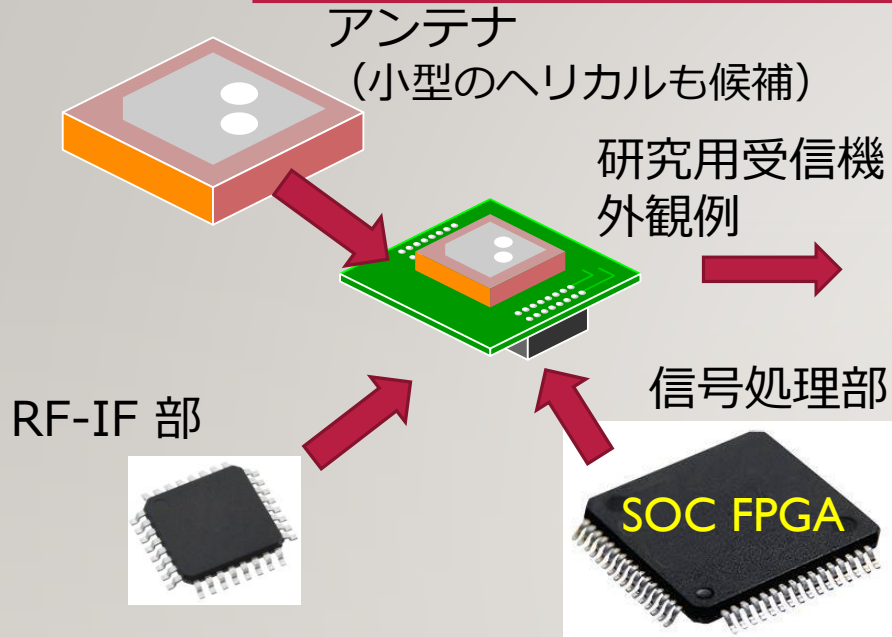 アンテナ
（小型のヘリカルも候補）
研究用受信機
外観例
RF-IF 部
信号処理部
SOC FPGA